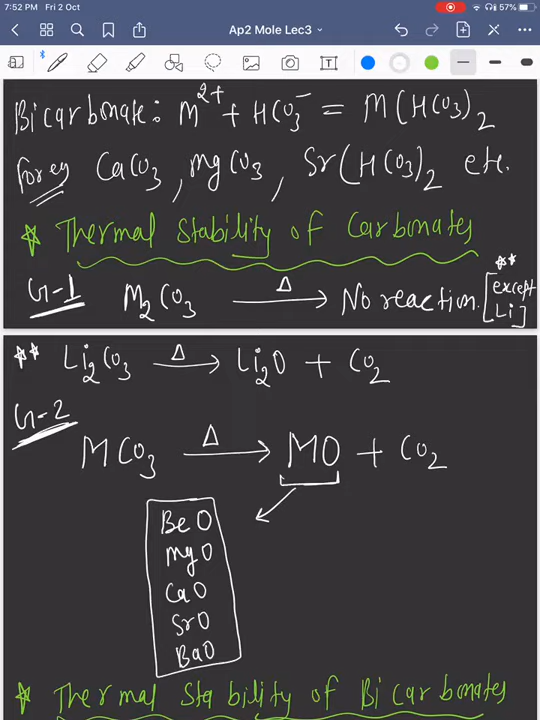 7:52 PM Fri 2 Oct 57%
Ap2 Mole Lec3
Bicarbonate: M²⁺ + HCO₃⁻ = M(HCO₃)₂
For eg CaCO₃, MgCO₃, Sr(HCO₃)₂ etc.
* Thermal Stability of Carbonates
G-1 M₂CO₃ —Δ→ No reaction. [except Li]**
** Li₂CO₃ —Δ→ Li₂O + CO₂
G-2
MCO₃ —Δ→ MO + CO₂
BeO
MgO
CaO
SrO
BaO
* Thermal Stability of Bicarbonates